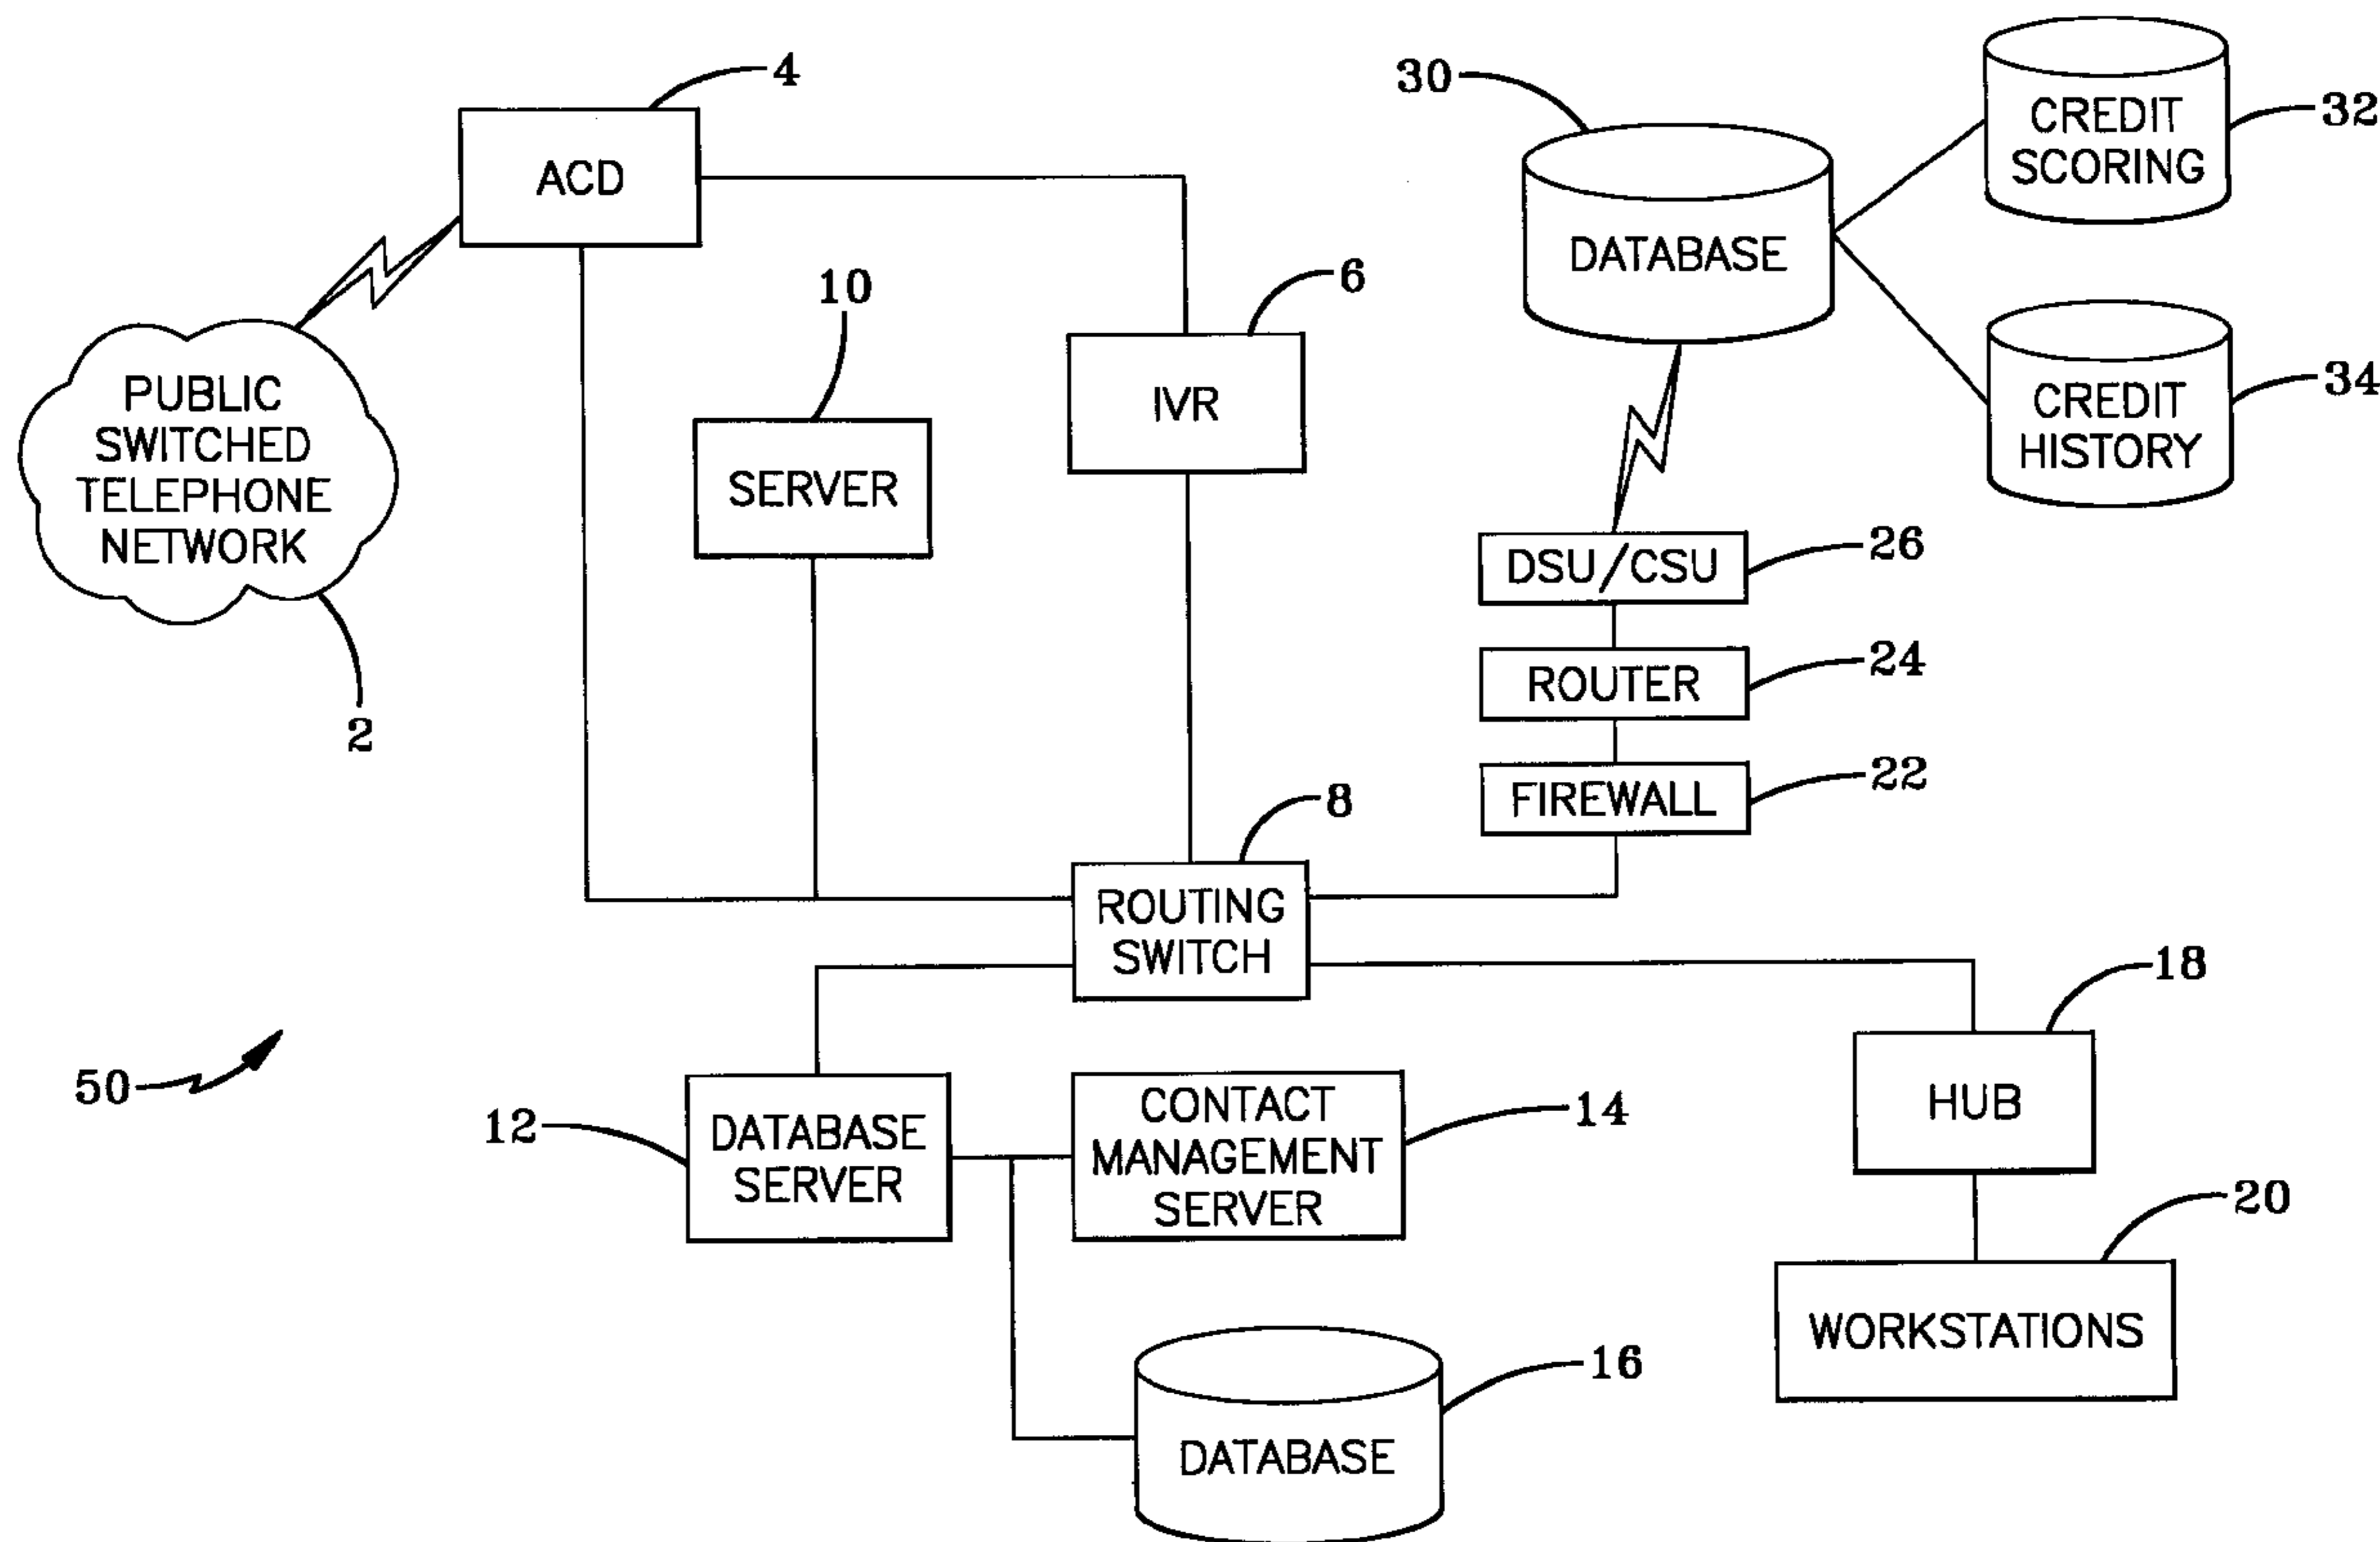 4
ACD
30
CREDIT
SCORING
32
DATABASE
10
6
PUBLIC
SWITCHED
TELEPHONE
NETWORK
2
SERVER
IVR
CREDIT
HISTORY
34
DSU/CSU
26
ROUTER
24
FIREWALL
22
8
ROUTING
SWITCH
18
HUB
50
12
DATABASE
SERVER
CONTACT
MANAGEMENT
SERVER
14
20
WORKSTATIONS
16
DATABASE